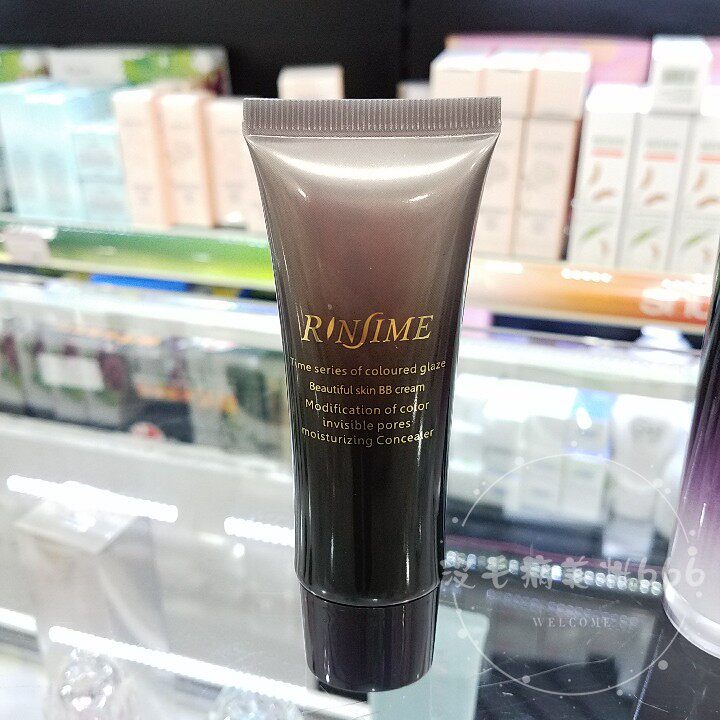 RINSIME
Time series of coloured glaze
Beautiful skin BB cream
Modification of color
invisible pores
moisturizing Concealer
WELCOME